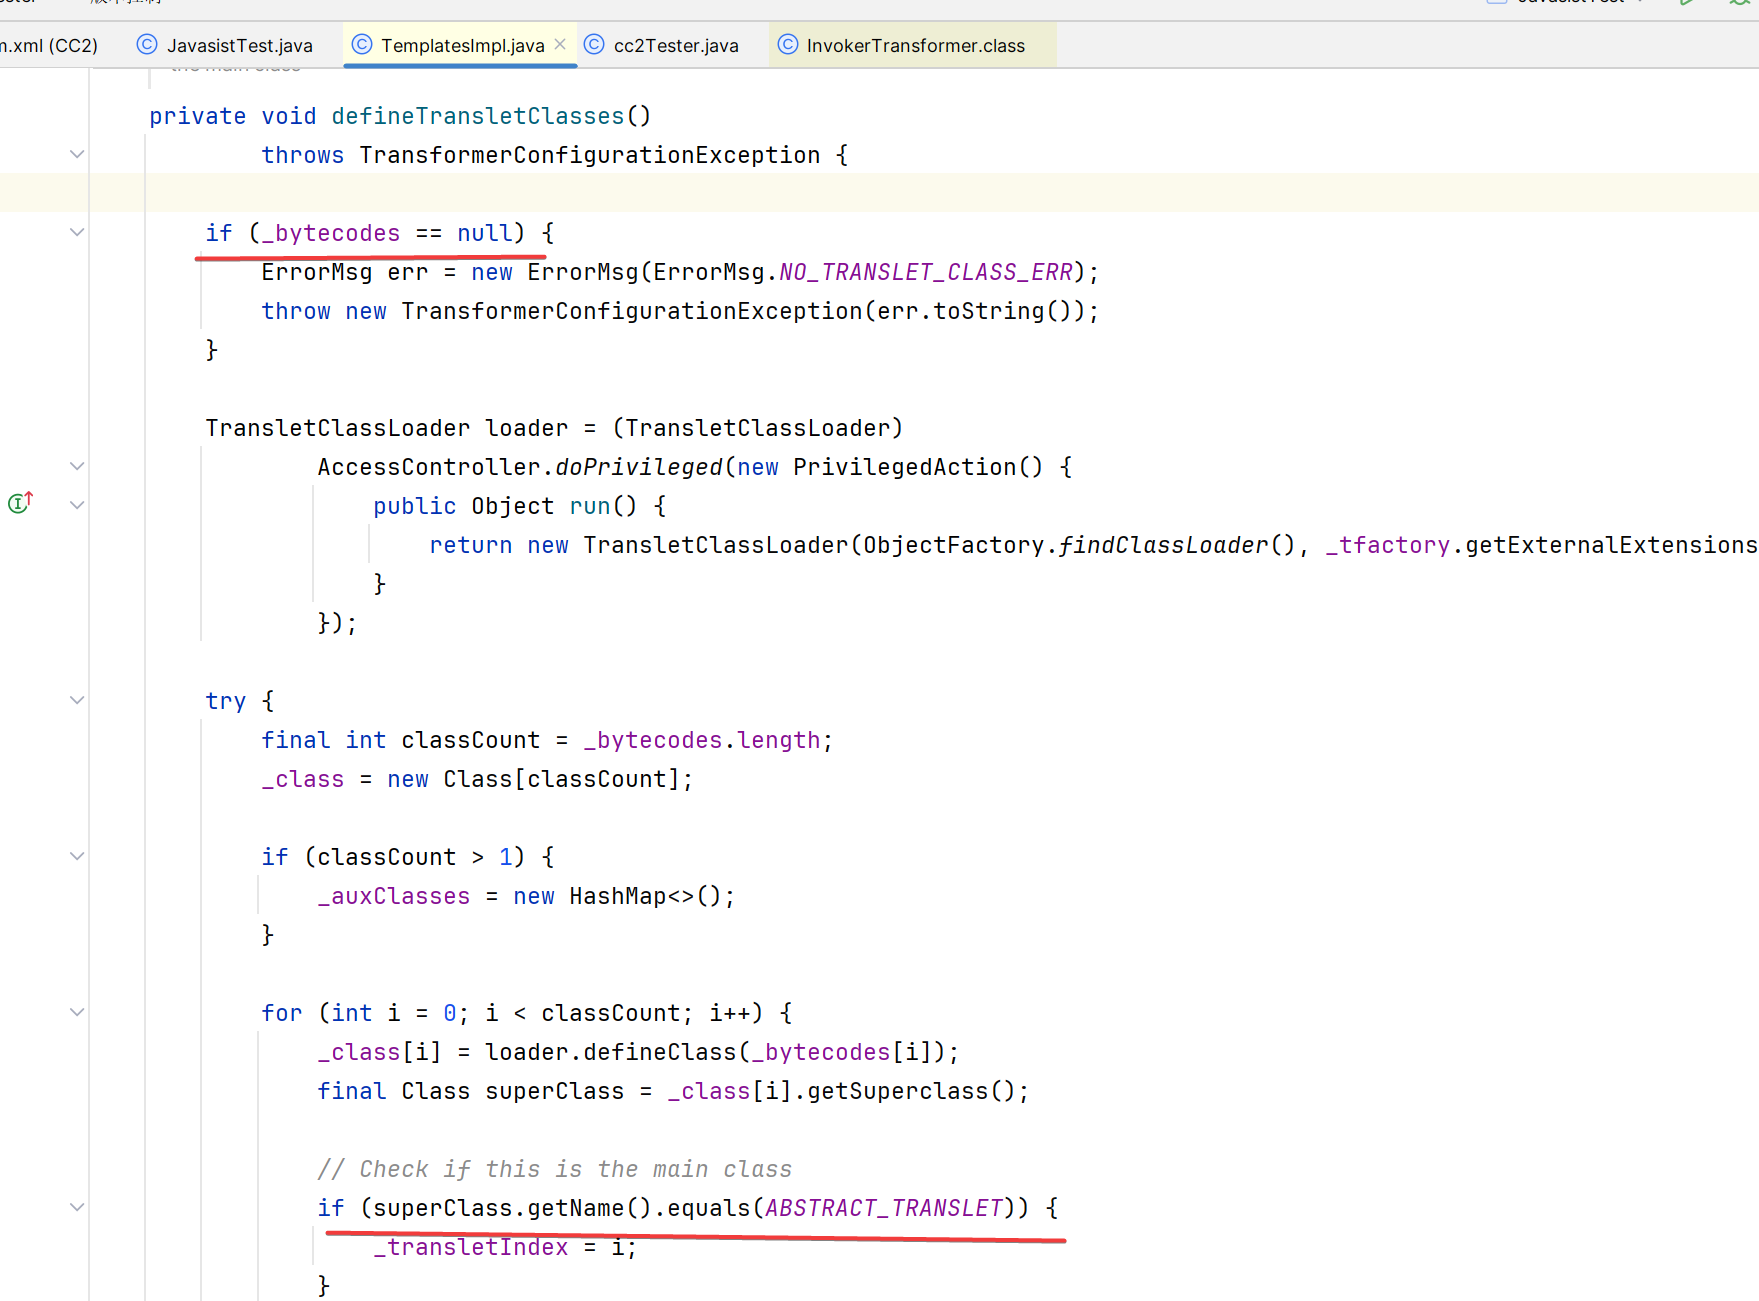 m.xml (CC2) JavasistTest.java TemplatesImpl.java cc2Tester.java InvokerTransformer.class
the main class
private void defineTransletClasses()
throws TransformerConfigurationException {
if (_bytecodes == null) {
ErrorMsg err = new ErrorMsg(ErrorMsg.NO_TRANSLET_CLASS_ERR);
throw new TransformerConfigurationException(err.toString());
}
TransletClassLoader loader = (TransletClassLoader)
AccessController.doPrivileged(new PrivilegedAction() {
public Object run() {
return new TransletClassLoader(ObjectFactory.findClassLoader(), _tfactory.getExternalExtensions
}
});
try {
final int classCount = _bytecodes.length;
_class = new Class[classCount];
if (classCount > 1) {
_auxClasses = new HashMap<>();
}
for (int i = 0; i < classCount; i++) {
_class[i] = loader.defineClass(_bytecodes[i]);
final Class superClass = _class[i].getSuperclass();
// Check if this is the main class
if (superClass.getName().equals(ABSTRACT_TRANSLET)) {
_transletIndex = i;
}